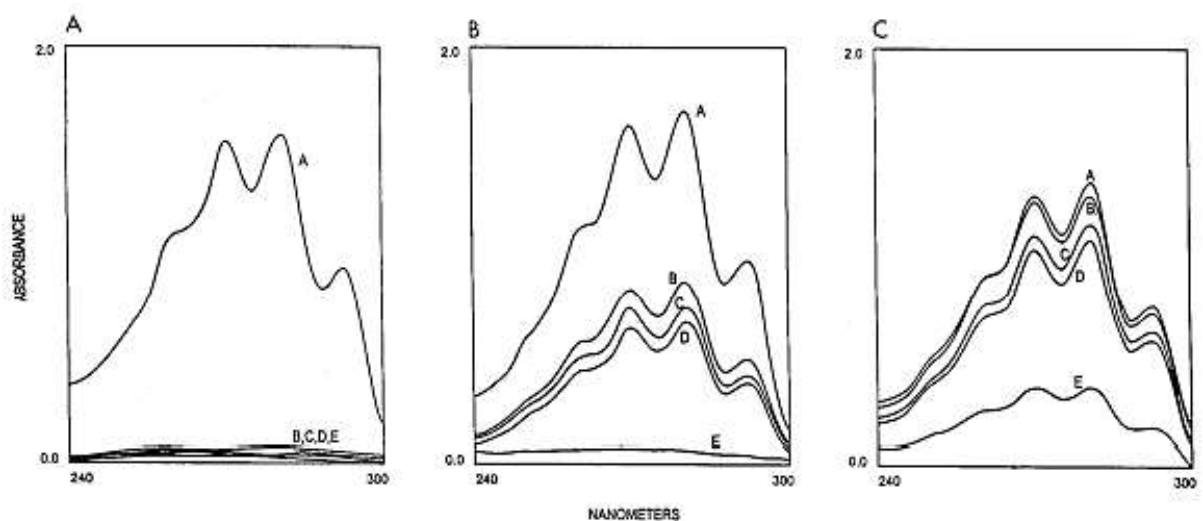 A
2.0
ABSORBANCE
A
B,C,D,E
0.0
240
300
B
2.0
A
B
C
D
E
0.0
240
300
NANOMETERS
C
2.0
A
B
C
D
E
0.0
240
300